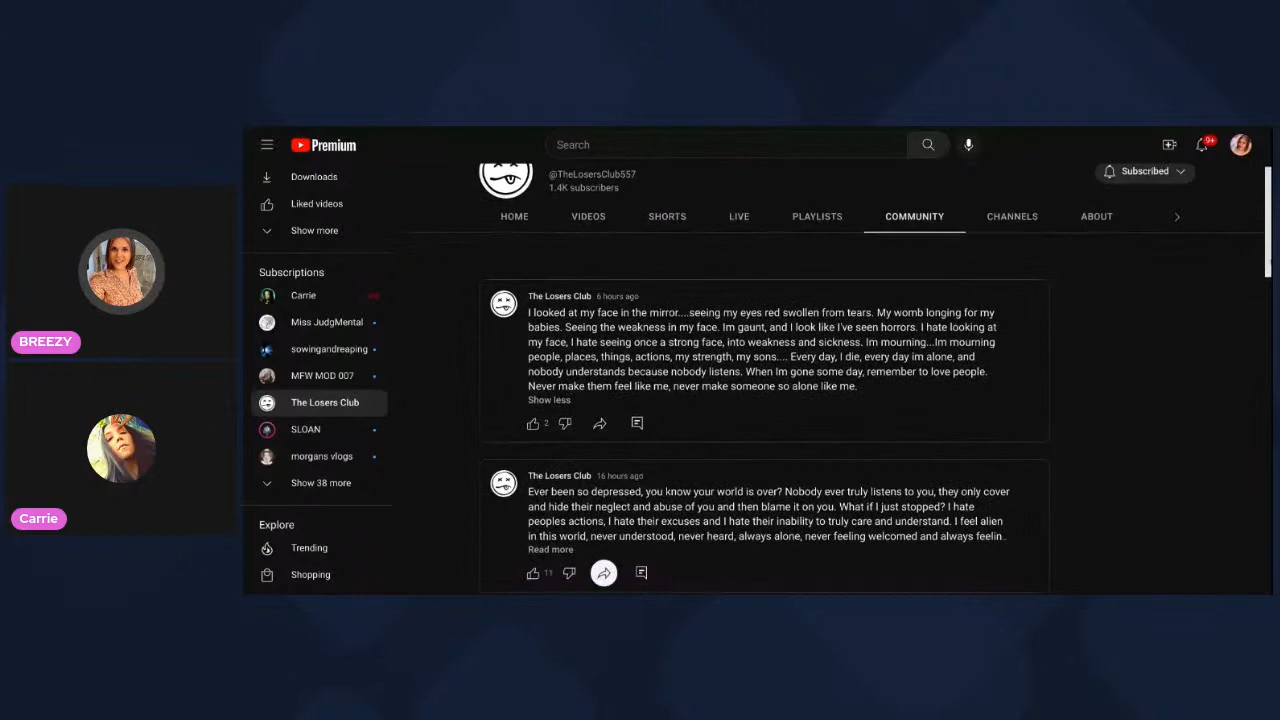 Premium
Search
9+
Downloads
Liked videos
Show more
Subscriptions
Carrie
Miss JudgMental
sowingandreaping
MFW MOD 007
The Losers Club
SLOAN
morgans vlogs
Show 38 more
Explore
Trending
Shopping
BREEZY
Carrie
@TheLosersClub557
1.4K subscribers
Subscribed
HOME VIDEOS SHORTS LIVE PLAYLISTS COMMUNITY CHANNELS ABOUT
The Losers Club 6 hours ago
I looked at my face in the mirror....seeing my eyes red swollen from tears. My womb longing for my
babies. Seeing the weakness in my face. Im gaunt, and I look like I've seen horrors. I hate looking at
my face, I hate seeing once a strong face, into weakness and sickness. Im mourning...Im mourning
people, places, things, actions, my strength, my sons.... Every day, I die, every day im alone, and
nobody understands because nobody listens. When Im gone some day, remember to love people.
Never make them feel like me, never make someone so alone like me.
Show less
2
The Losers Club 16 hours ago
Ever been so depressed, you know your world is over? Nobody ever truly listens to you, they only cover
and hide their neglect and abuse of you and then blame it on you. What if I just stopped? I hate
peoples actions, I hate their excuses and I hate their inability to truly care and understand. I feel alien
in this world, never understood, never heard, always alone, never feeling welcomed and always feelin..
Read more
11